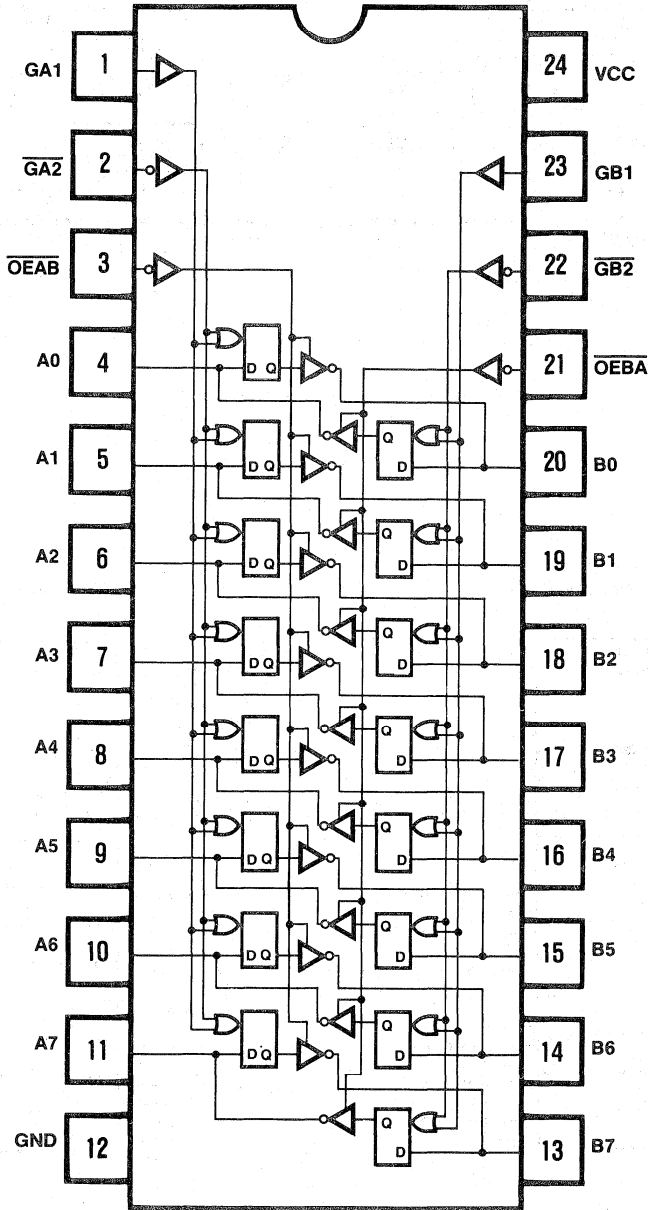 GA1 1
24 VCC
GA2 2
23 GB1
OEAB 3
22 GB2
A0 4
21 OEBA
D Q
A1 5
Q
D
20 B0
D Q
A2 6
Q
D
19 B1
D Q
A3 7
Q
D
18 B2
D Q
A4 8
Q
D
17 B3
D Q
A5 9
Q
D
16 B4
D Q
A6 10
Q
D
15 B5
D Q
A7 11
Q
D
14 B6
D Q
GND 12
Q
D
13 B7